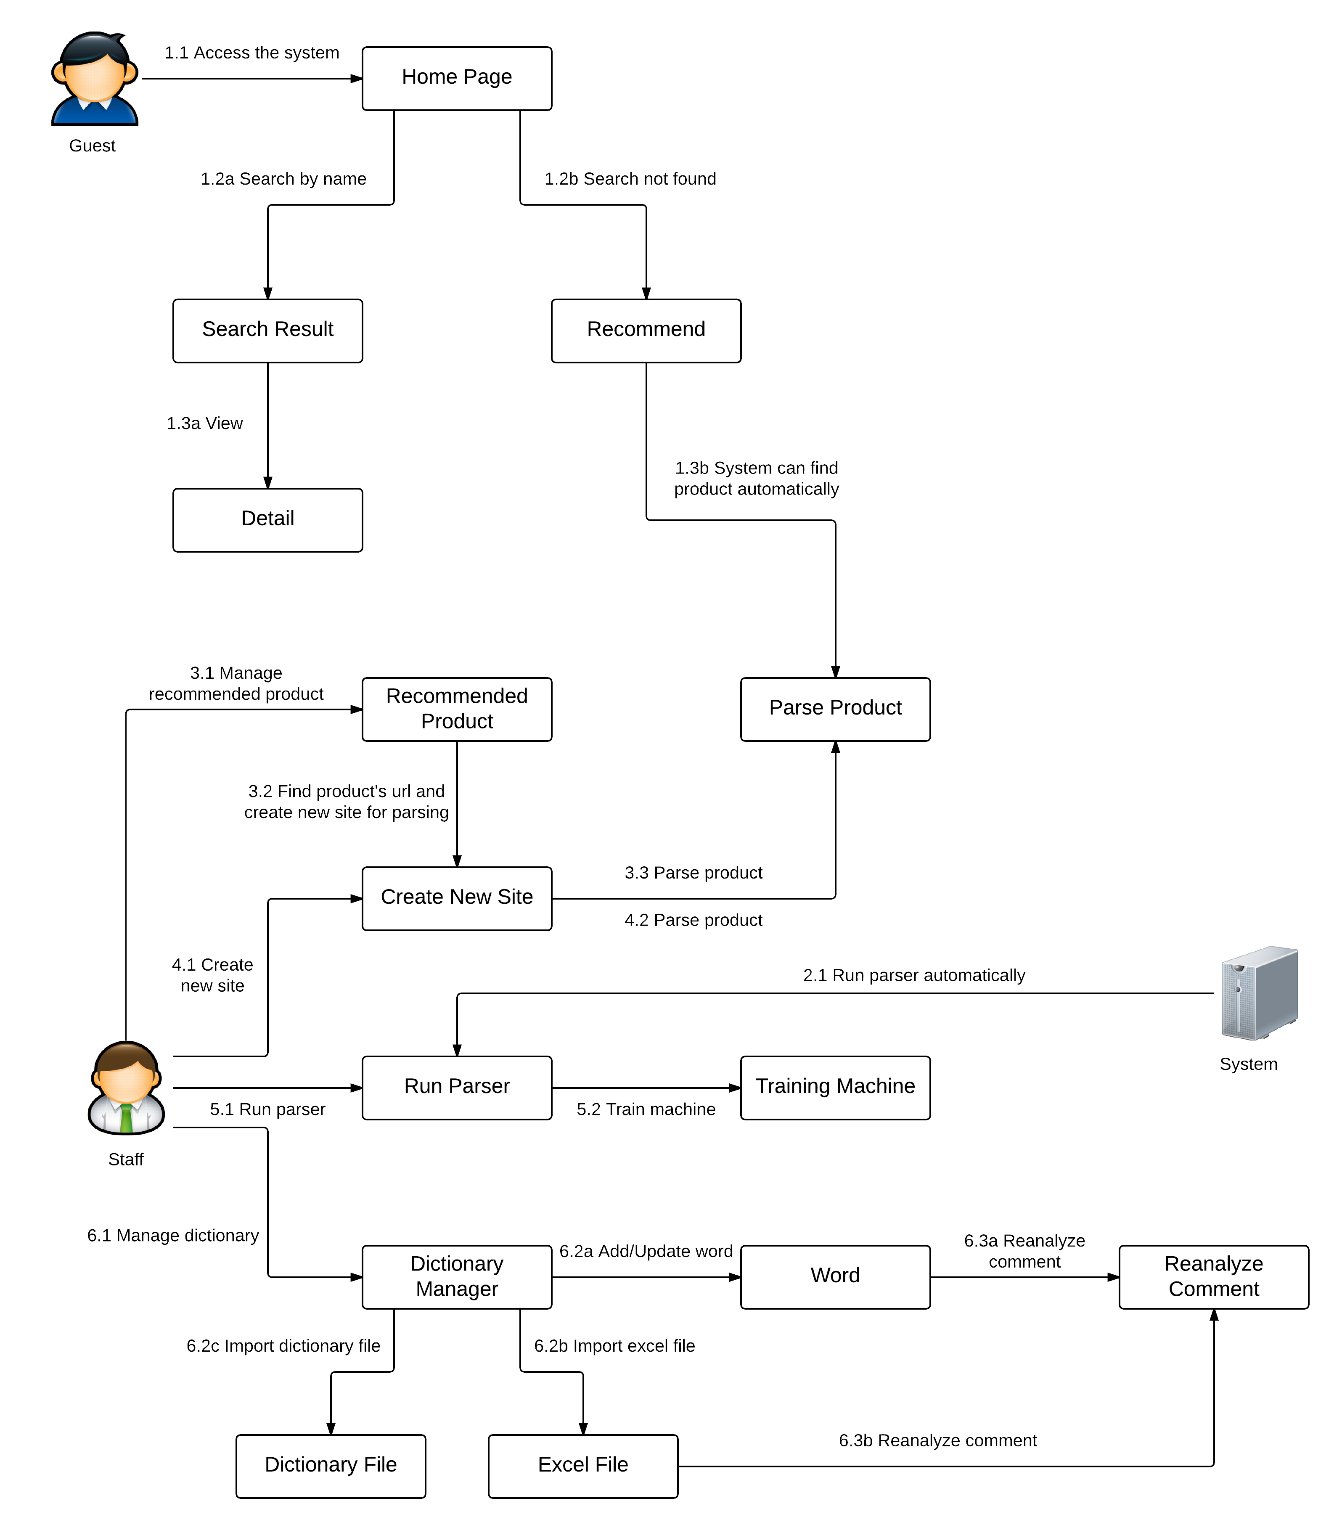 1.1 Access the system
Home Page
Guest
1.2a Search by name
1.2b Search not found
Search Result
Recommend
1.3a View
1.3b System can find
product automatically
Detail
3.1 Manage
recommended product
Recommended
Product
Parse Product
3.2 Find product's url and
create new site for parsing
3.3 Parse product
Create New Site
4.2 Parse product
4.1 Create
new site
2.1 Run parser automatically
System
Run Parser
Training Machine
5.1 Run parser
5.2 Train machine
Staff
6.1 Manage dictionary
Dictionary
Manager
6.2a Add/Update word
Word
6.3a Reanalyze
comment
Reanalyze
Comment
6.2c Import dictionary file
6.2b Import excel file
6.3b Reanalyze comment
Dictionary File
Excel File